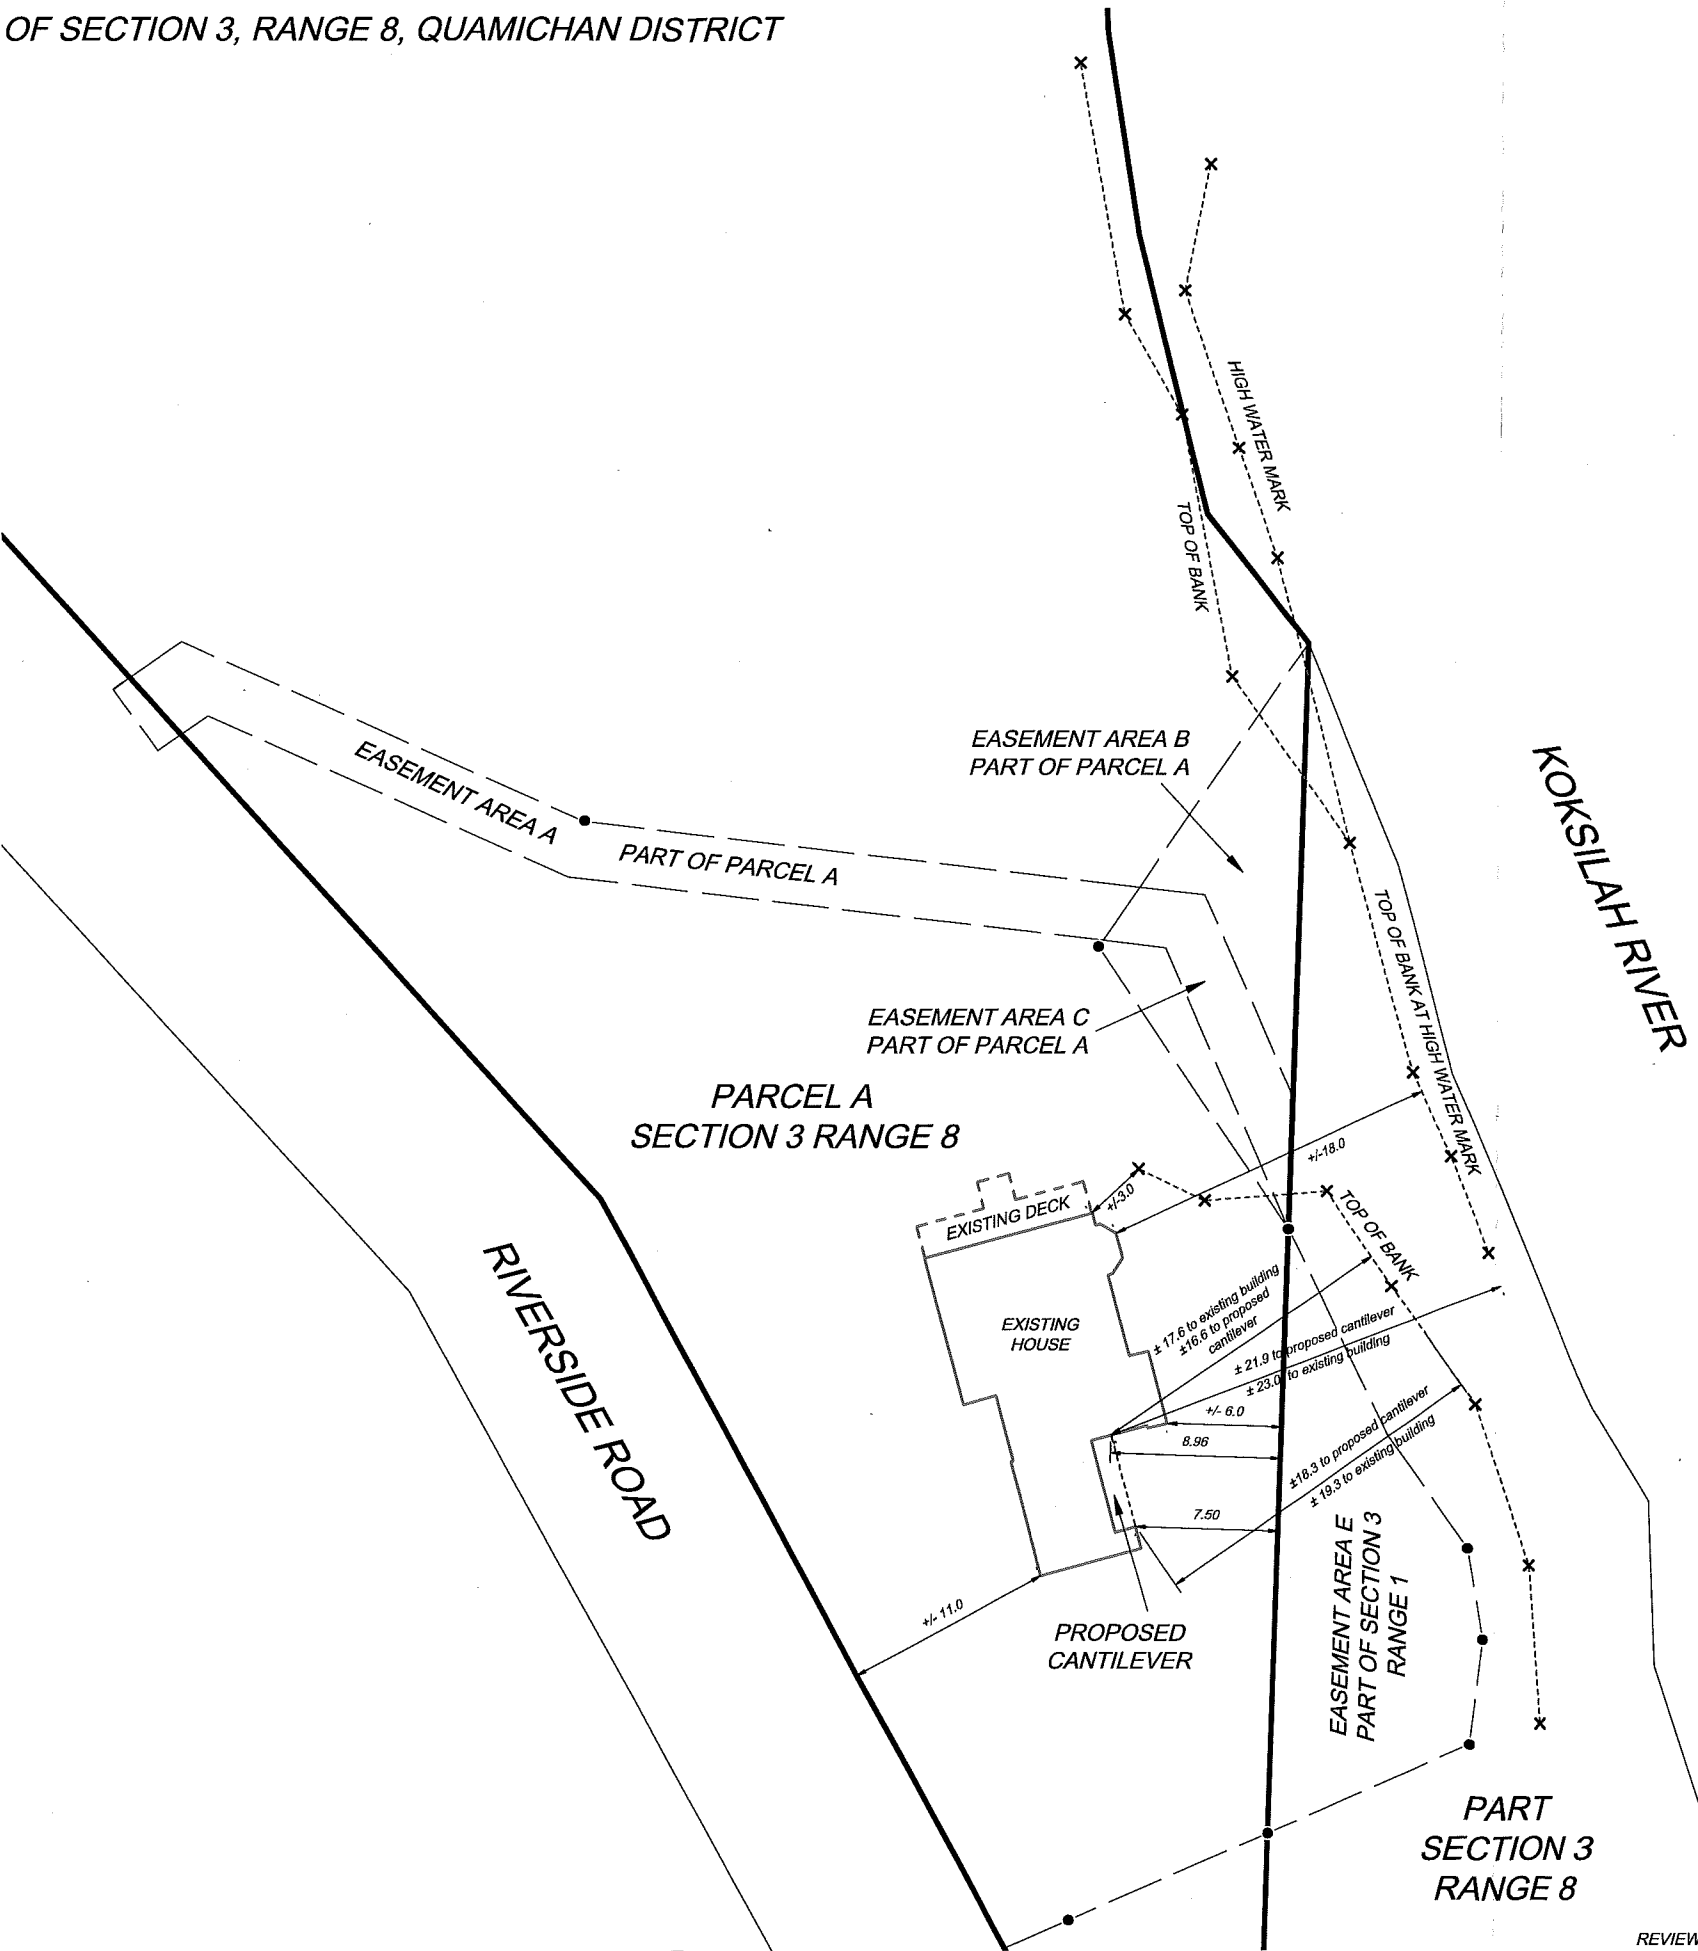 OF SECTION 3, RANGE 8, QUAMICHAN DISTRICT
HIGH WATER MARK
TOP OF BANK
EASEMENT AREA B
PART OF PARCEL A
KOKSILAH RIVER
EASEMENT AREA A
PART OF PARCEL A
TOP OF BANK AT HIGH WATER MARK
EASEMENT AREA C
PART OF PARCEL A
PARCEL A
SECTION 3 RANGE 8
+/-18.0
+/-3.0
EXISTING DECK
TOP OF BANK
RIVERSIDE ROAD
EXISTING
HOUSE
± 17.6 to existing building
±16.6 to proposed
cantilever
± 21.9 to proposed cantilever
± 23.0 to existing building
+/- 6.0
8.96
±18.3 to proposed cantilever
± 19.3 to existing building
7.50
EASEMENT AREA E
PART OF SECTION 3
RANGE 1
+/- 11.0
PROPOSED
CANTILEVER
PART
SECTION 3
RANGE 8
REVIEW